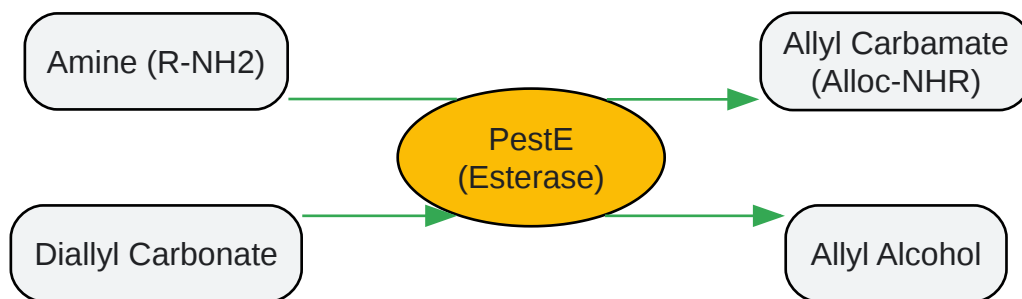 Amine (R-NH2)
Allyl Carbamate
(Alloc-NHR)
PestE
(Esterase)
Diallyl Carbonate
Allyl Alcohol